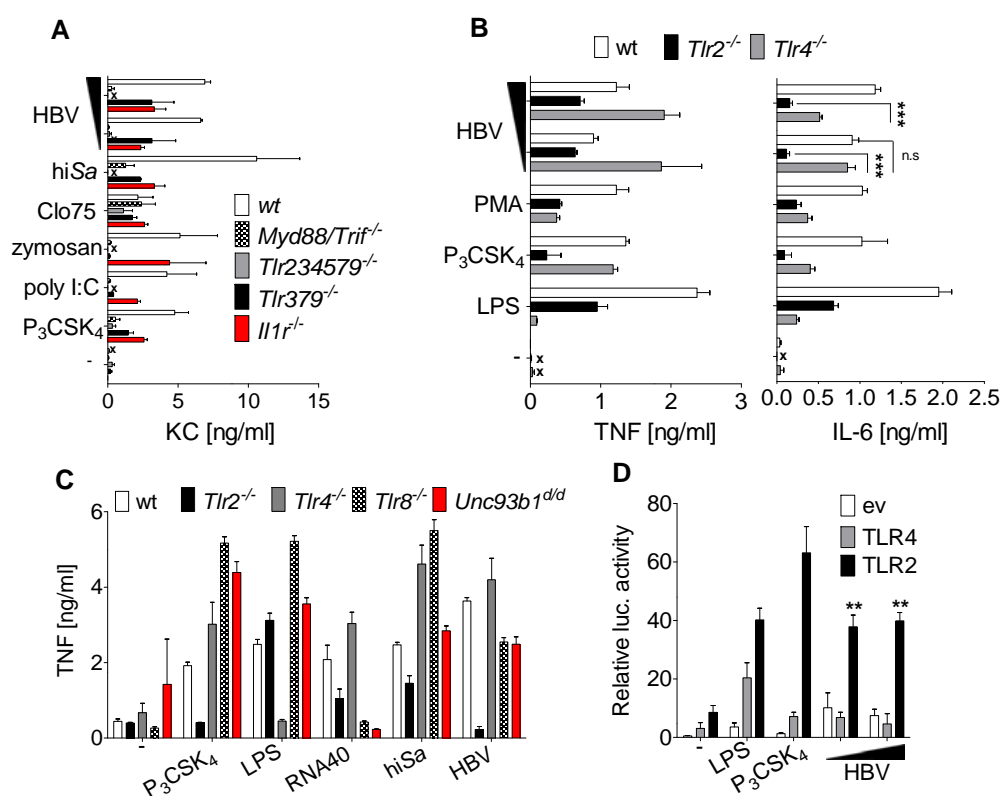 A
HBV
hiSa
Clo75
zymosan
poly I:C
P₃CSK₄
-
x
x
x
x
x
wt
Myd88/Trif⁻/⁻
Tlr234579⁻/⁻
Tlr379⁻/⁻
Il1r⁻/⁻
0 5 10 15
KC [ng/ml]
B
wt Tlr2⁻/⁻ Tlr4⁻/⁻
HBV
PMA
P₃CSK₄
LPS
-
x
x
0 1 2 3
TNF [ng/ml]
***
n.s
***
x
0 0.5 1.0 1.5 2.0 2.5
IL-6 [ng/ml]
C
wt Tlr2⁻/⁻ Tlr4⁻/⁻ Tlr8⁻/⁻ Unc93b1ᵈ/ᵈ
TNF [ng/ml]
6
4
2
0
- P₃CSK₄ LPS RNA40 hiSa HBV
D
ev
TLR4
TLR2
Relative luc. activity
80
60
40
20
0
** **
- LPS P₃CSK₄ HBV